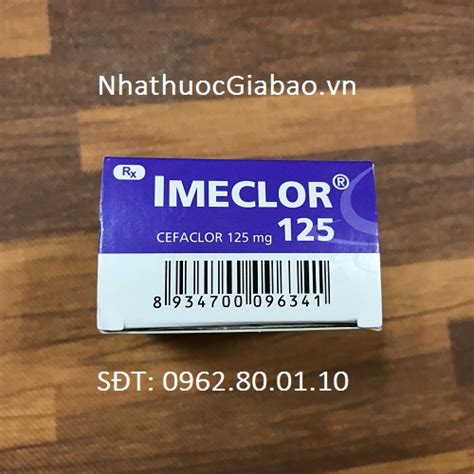 NhathuocGiabao.vn
Rx IMECLOR®
CEFACLOR 125 mg 125
8 934700 096341
SĐT: 0962.80.01.10